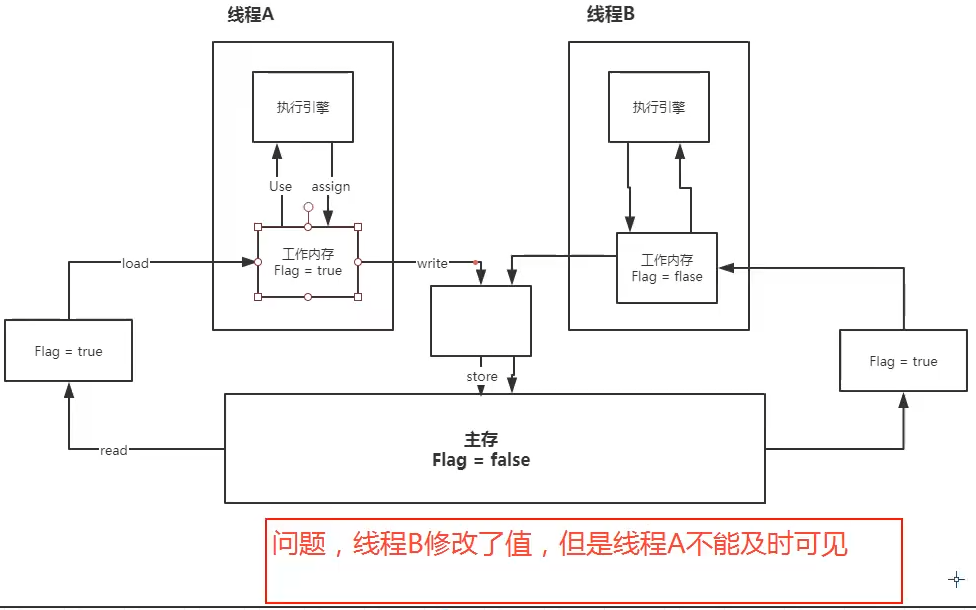 线程A
线程B
执行引擎
执行引擎
Use
assign
工作内存
Flag = true
工作内存
Flag = flase
load
write
Flag = true
Flag = true
store
read
主存
Flag = false
问题，线程B修改了值，但是线程A不能及时可见